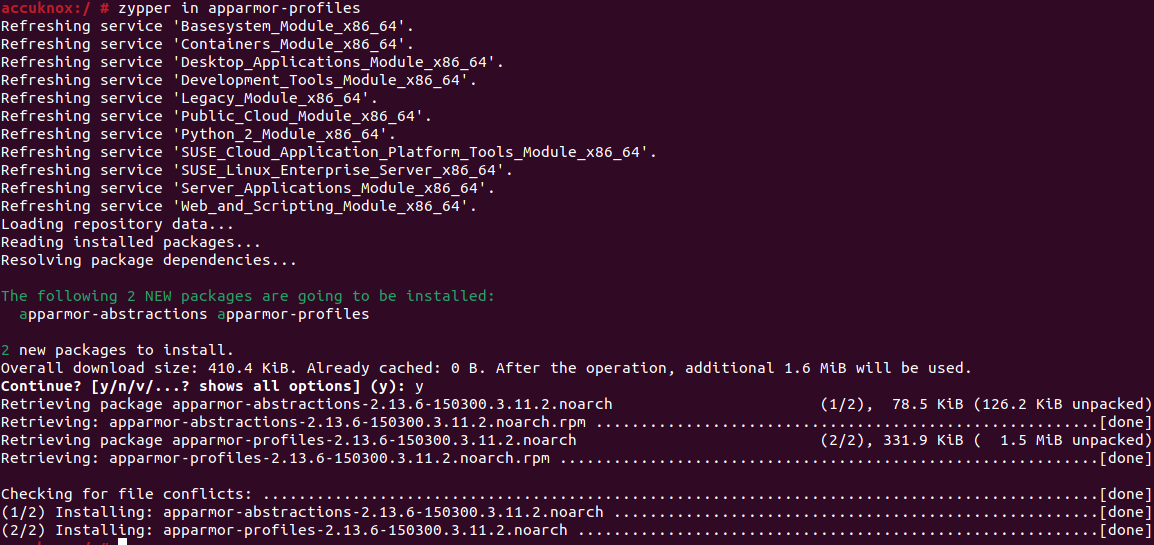 accuknox:/ # zypper in apparmor-profiles
Refreshing service 'Basesystem_Module_x86_64'.
Refreshing service 'Containers_Module_x86_64'.
Refreshing service 'Desktop_Applications_Module_x86_64'.
Refreshing service 'Development_Tools_Module_x86_64'.
Refreshing service 'Legacy_Module_x86_64'.
Refreshing service 'Public_Cloud_Module_x86_64'.
Refreshing service 'Python_2_Module_x86_64'.
Refreshing service 'SUSE_Cloud_Application_Platform_Tools_Module_x86_64'.
Refreshing service 'SUSE_Linux_Enterprise_Server_x86_64'.
Refreshing service 'Server_Applications_Module_x86_64'.
Refreshing service 'Web_and_Scripting_Module_x86_64'.
Loading repository data...
Reading installed packages...
Resolving package dependencies...
The following 2 NEW packages are going to be installed:
  apparmor-abstractions apparmor-profiles
2 new packages to install.
Overall download size: 410.4 KiB. Already cached: 0 B. After the operation, additional 1.6 MiB will be used.
Continue? [y/n/v/...? shows all options] (y): y
Retrieving package apparmor-abstractions-2.13.6-150300.3.11.2.noarch (1/2),  78.5 KiB (126.2 KiB unpacked)
Retrieving: apparmor-abstractions-2.13.6-150300.3.11.2.noarch.rpm ........................................................[done]
Retrieving package apparmor-profiles-2.13.6-150300.3.11.2.noarch (2/2), 331.9 KiB (  1.5 MiB unpacked)
Retrieving: apparmor-profiles-2.13.6-150300.3.11.2.noarch.rpm ............................................................[done]
Checking for file conflicts: .............................................................................................[done]
(1/2) Installing: apparmor-abstractions-2.13.6-150300.3.11.2.noarch ......................................................[done]
(2/2) Installing: apparmor-profiles-2.13.6-150300.3.11.2.noarch ..........................................................[done]
accuknox:/ #